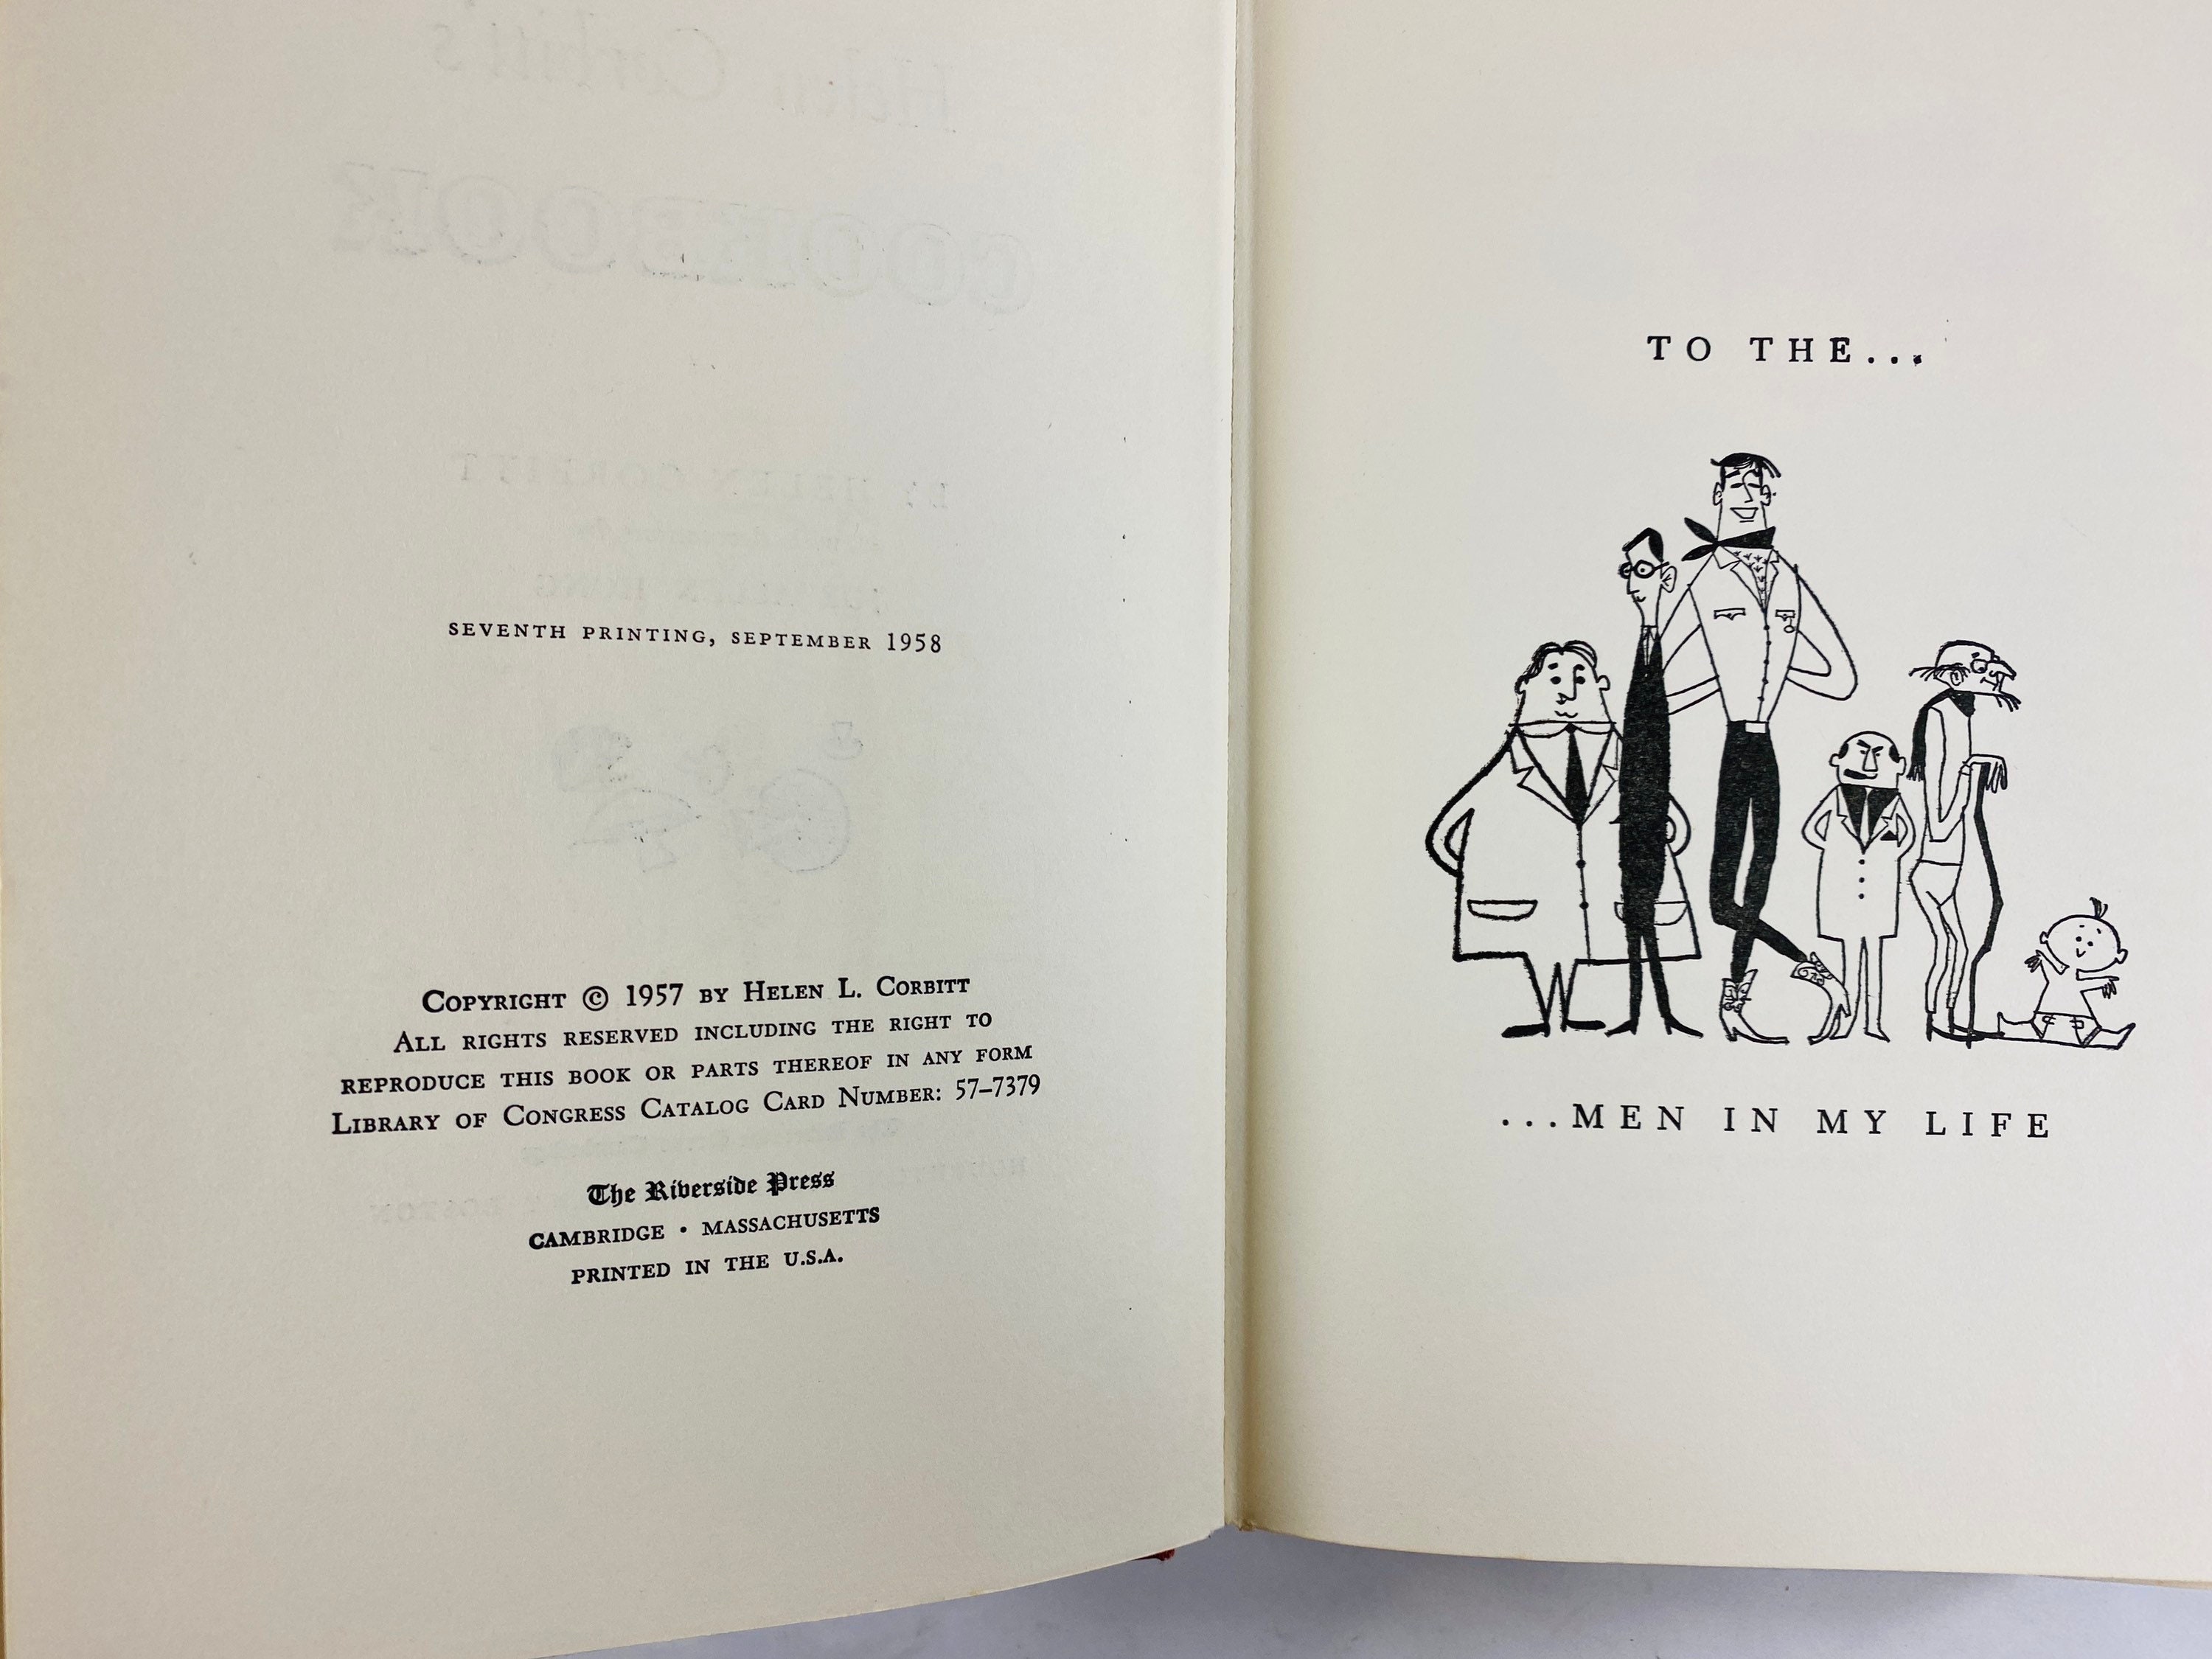 SEVENTH PRINTING, SEPTEMBER 1958
COPYRIGHT © 1957 BY HELEN L. CORBITT
ALL RIGHTS RESERVED INCLUDING THE RIGHT TO
REPRODUCE THIS BOOK OR PARTS THEREOF IN ANY FORM
LIBRARY OF CONGRESS CATALOG CARD NUMBER: 57-7379
The Riverside Press
CAMBRIDGE • MASSACHUSETTS
PRINTED IN THE U.S.A.
TO THE...
...MEN IN MY LIFE